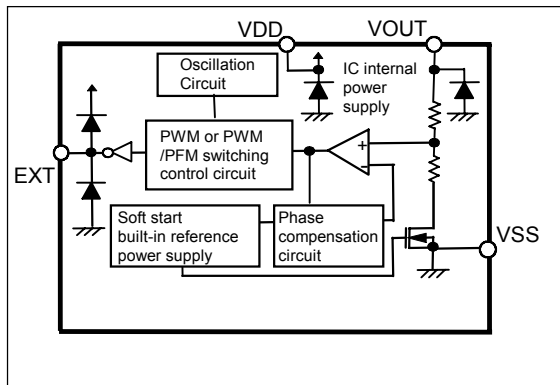 VDD
VOUT
Oscillation
Circuit
IC internal
power
supply
PWM or PWM
/PFM switching
control circuit
+
-
EXT
Soft start
built-in reference
power supply
Phase
compensation
circuit
VSS